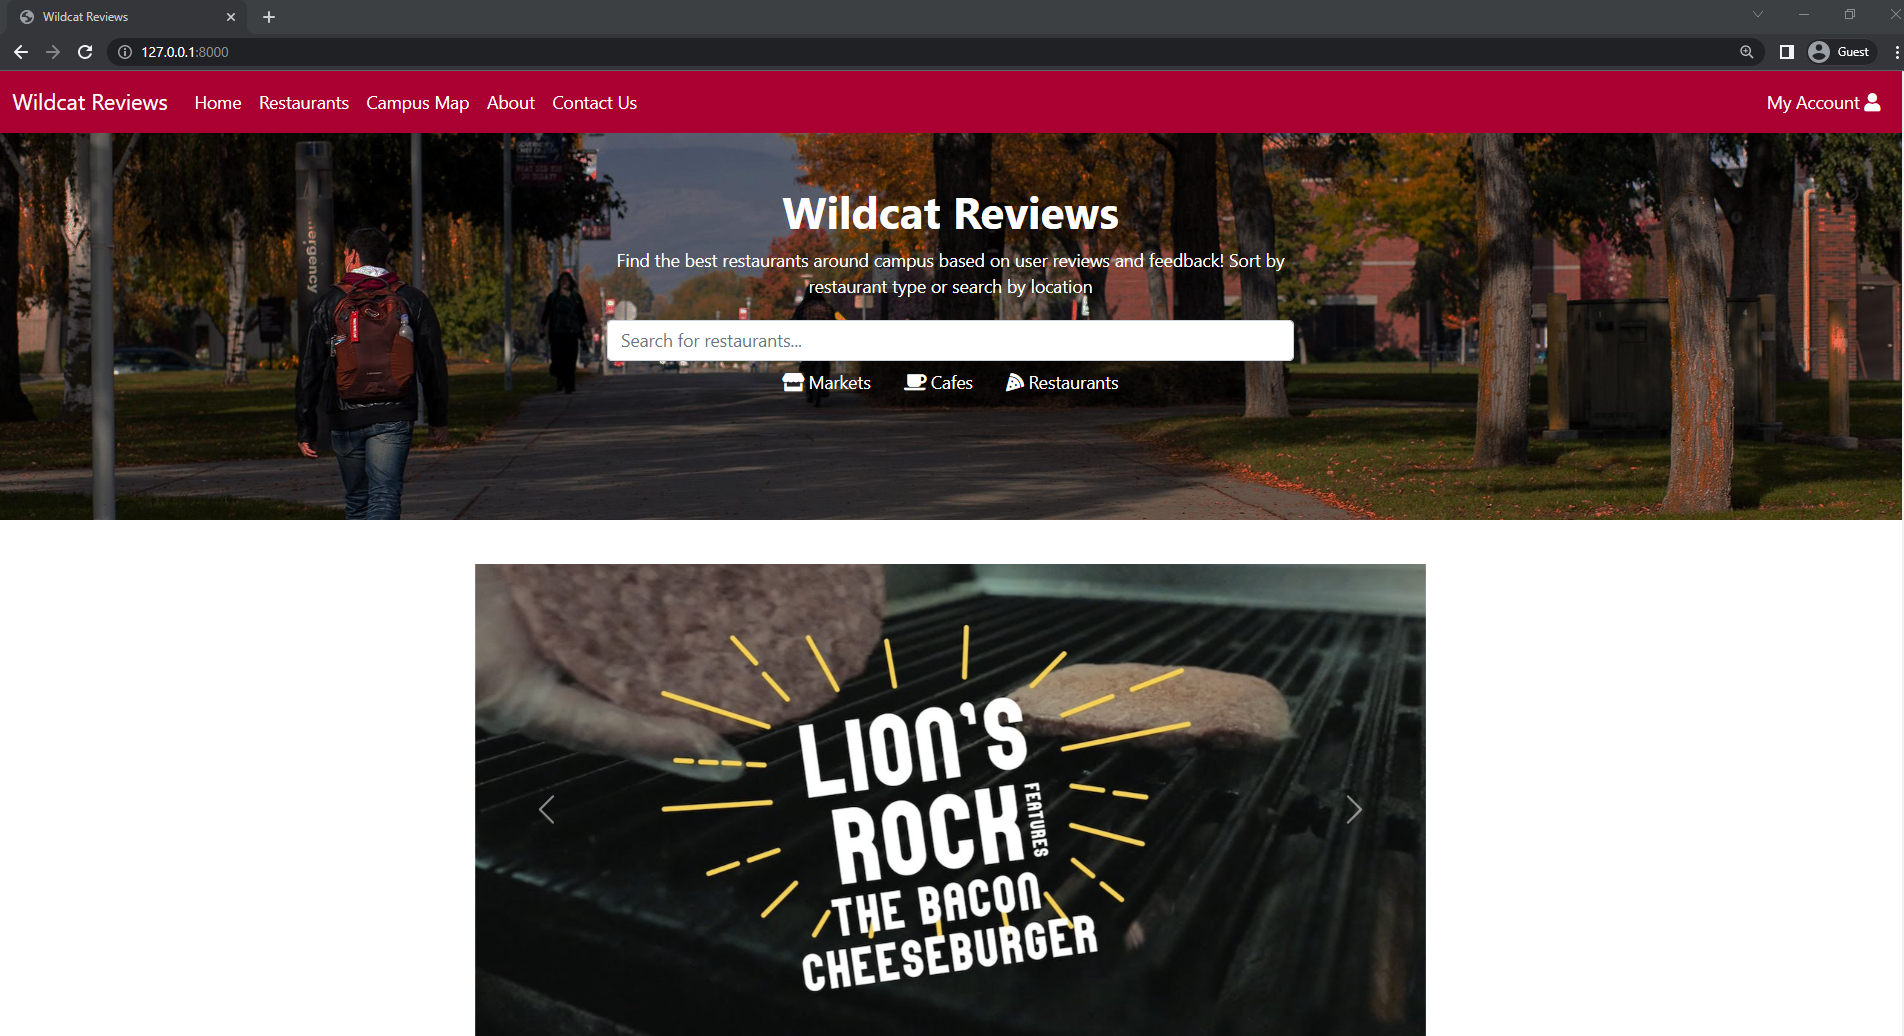 Wildcat Reviews
127.0.0.1:8000
Guest
Wildcat Reviews Home Restaurants Campus Map About Contact Us My Account
Wildcat Reviews
Find the best restaurants around campus based on user reviews and feedback! Sort by
restaurant type or search by location
Search for restaurants...
Markets Cafes Restaurants
LION'S
ROCK
FEATURES
THE BACON
CHEESEBURGER